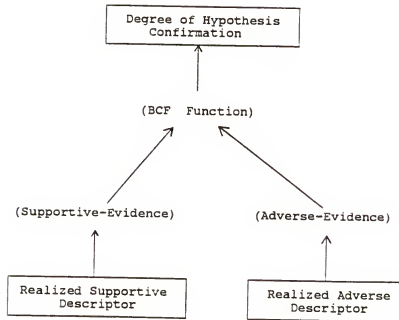 Degree of Hypothesis
Confirmation
(BCF Function)
(Supportive-Evidence)
(Adverse-Evidence)
Realized Supportive
Descriptor
Realized Adverse
Descriptor